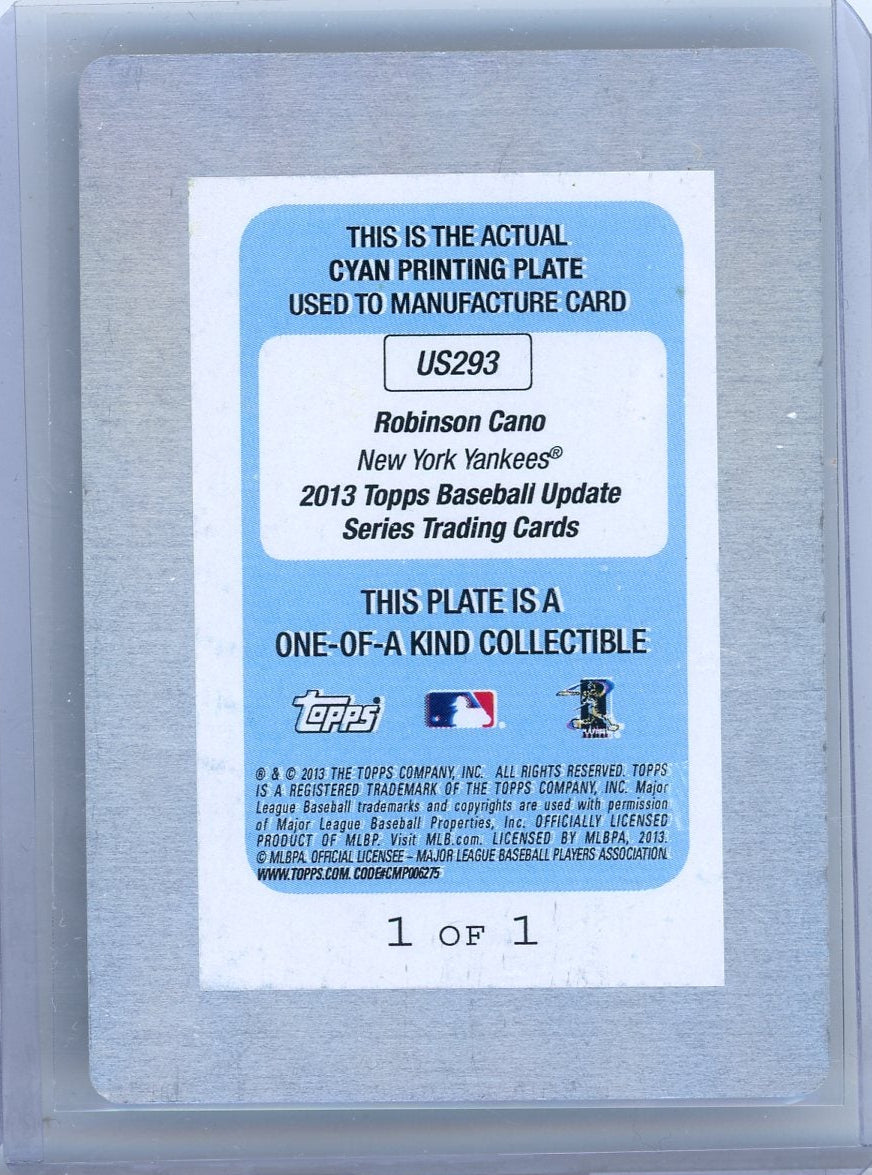 THIS IS THE ACTUAL
CYAN PRINTING PLATE
USED TO MANUFACTURE CARD
US293
Robinson Cano
New York Yankees®
2013 Topps Baseball Update
Series Trading Cards
THIS PLATE IS A
ONE-OF-A KIND COLLECTIBLE
topps
® & © 2013 THE TOPPS COMPANY, INC. ALL RIGHTS RESERVED. TOPPS
IS A REGISTERED TRADEMARK OF THE TOPPS COMPANY, INC. Major
League Baseball trademarks and copyrights are used with permission
of Major League Baseball Properties, Inc. OFFICIALLY LICENSED
PRODUCT OF MLBP. Visit MLB.com. LICENSED BY MLBPA, 2013.
© MLBPA. OFFICIAL LICENSEE – MAJOR LEAGUE BASEBALL PLAYERS ASSOCIATION.
WWW.TOPPS.COM. CODE#CMP006275
1 OF 1